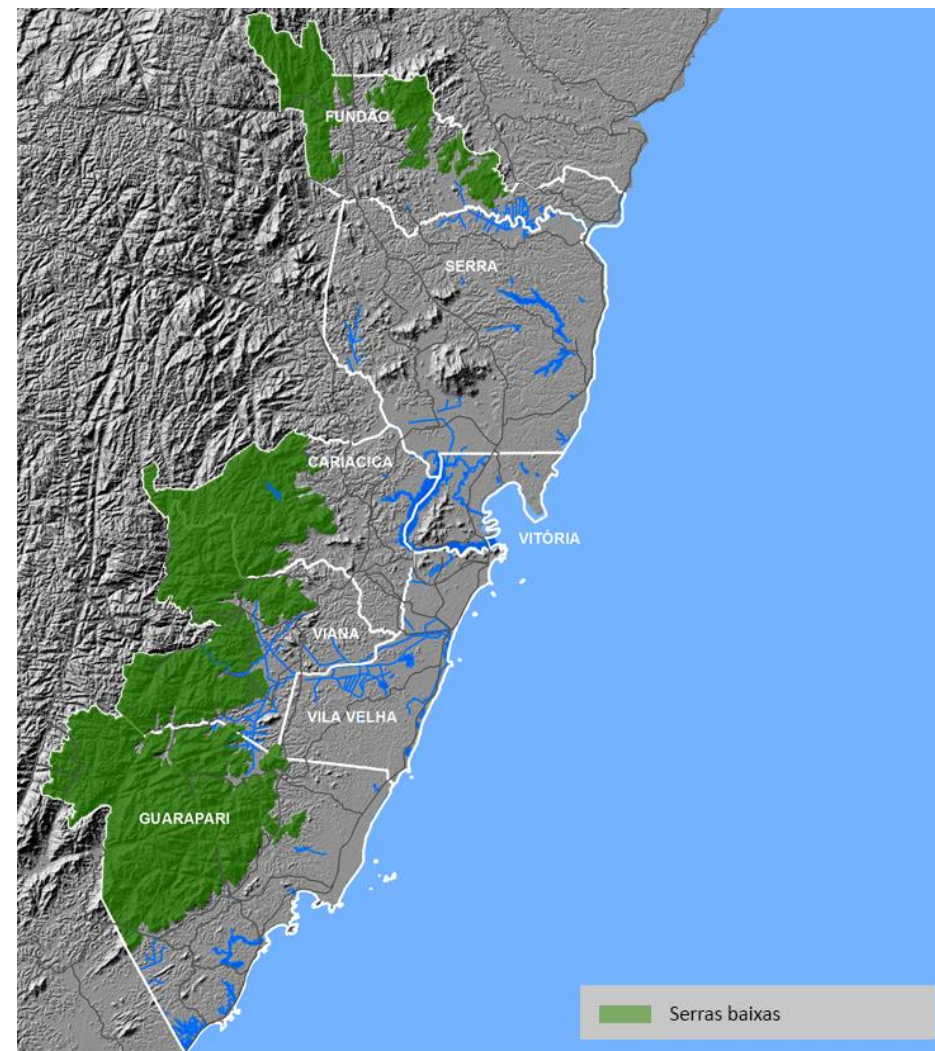 FUNDÃO
SERRA
CARIACICA
VITÓRIA
VIANA
VILA VELHA
GUARAPARI
Serras baixas